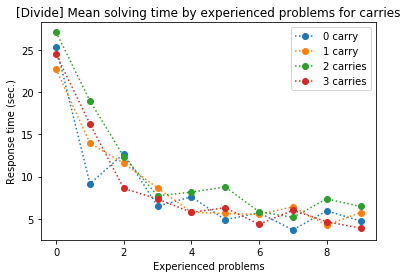 [Divide] Mean solving time by experienced problems for carries
0 carry
1 carry
2 carries
3 carries
Response time (sec.)
25
20
15
10
5
0
2
4
6
8
Experienced problems